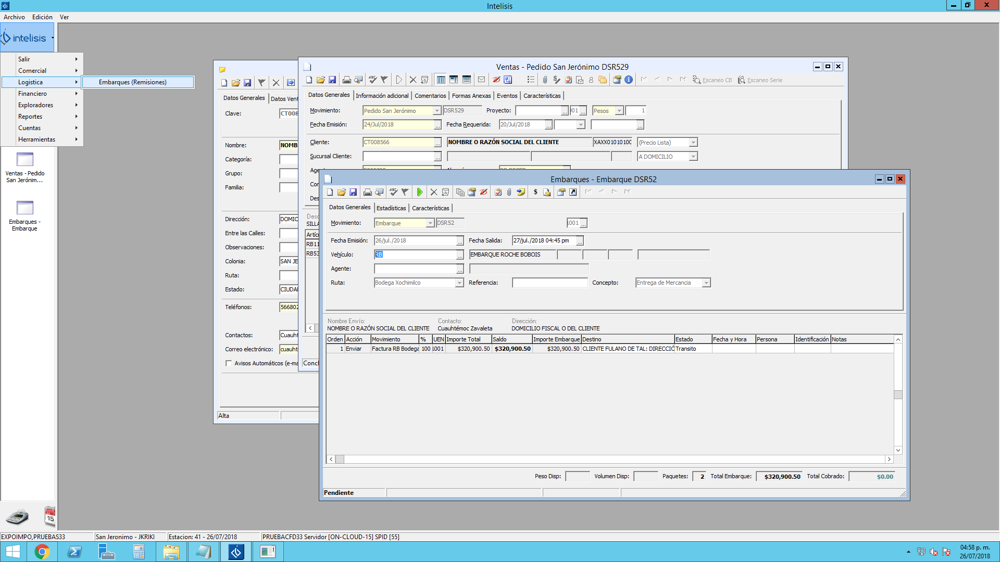 Intelisis
Archivo Edición Ver
intelisis
Salir
Comercial
Logistica
Embarques (Remisiones)
Financiero
Exploradores
Reportes
Cuentas
Herramientas
Ventas - Pedido
San Jerónim...
Embarques -
Embarque
Datos Generales Datos Vent
Clave: CT008
Nombre: NOMB
Categoría:
Grupo:
Familia:
Dirección: DOMIC
Entre las Calles:
Observaciones:
Colonia: SAN JE
Ruta:
Estado: CIUDA
Teléfonos: 566802
Contactos: Cuauht
Correo electrónico: cuauht
Avisos Automáticos (e-ma
Alta
Ventas - Pedido San Jerónimo DSR529
Escaneo CB Escaneo Serie
Datos Generales Información adicional Comentarios Formas Anexas Eventos Características
Movimiento: Pedido San Jerónimo DSR529 Proyecto: 001 Pesos 1
Fecha Emisión: 24/Jul/2018 Fecha Requerida: 20/Jul/2018
Cliente: CT008566 NOMBRE O RAZÓN SOCIAL DEL CLIENTE XAXX01010100 (Precio Lista)
Sucursal Cliente: A DOMICILIO
Con
Des
Desc
SILLA
Artíc
RB11
RB53
Concl
Embarques - Embarque DSR52
Datos Generales Estadísticas Características
Movimiento: Embarque DSR52 1001
Fecha Emisión: 26/jul./2018 Fecha Salida: 27/jul./2018 04:45 pm
Vehículo: RB EMBARQUE ROCHE BOBOIS
Agente:
Ruta: Bodega Xochimilco Referencia: Concepto: Entrega de Mercancia
Nombre Envío: Contacto: Dirección:
NOMBRE O RAZÓN SOCIAL DEL CLIENTE Cuauhtémoc Zavaleta DOMICILIO FISCAL O DEL CLIENTE
Orden Acción Movimiento % UEN Importe Total Saldo Importe Embarque Destino Estado Fecha y Hora Persona Identificación Notas
1 Enviar Factura RB Bodega 100 1001 $320,900.50 $320,900.50 $320,900.50 CLIENTE FULANO DE TAL: DIRECCIÓ Transito
Peso Disp: Volumen Disp: Paquetes: 2 Total Embarque: $320,900.50 Total Cobrado: $0.00
Pendiente
15
EXPOIMPO,PRUEBAS33 San Jeronimo - JKRIKI Estacion: 41 - 26/07/2018 PRUEBACFD33 Servidor [ON-CLOUD-15] SPID [55]
04:58 p. m.
26/07/2018